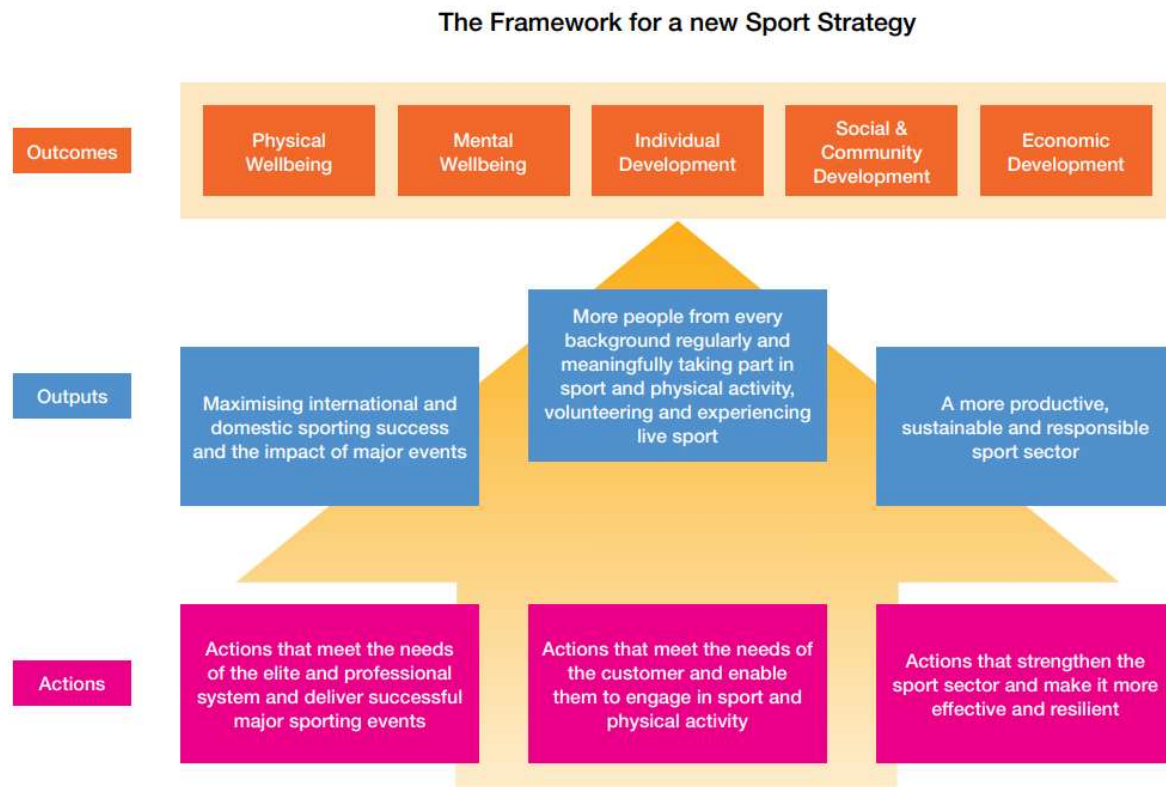 The Framework for a new Sport Strategy
Outcomes
Physical
Wellbeing
Mental
Wellbeing
Individual
Development
Social &
Community
Development
Economic
Development
Outputs
Maximising international and
domestic sporting success
and the impact of major events
More people from every
background regularly and
meaningfully taking part in
sport and physical activity,
volunteering and experiencing
live sport
A more productive,
sustainable and responsible
sport sector
Actions
Actions that meet the needs
of the elite and professional
system and deliver successful
major sporting events
Actions that meet the needs of
the customer and enable
them to engage in sport and
physical activity
Actions that strengthen the
sport sector and make it more
effective and resilient